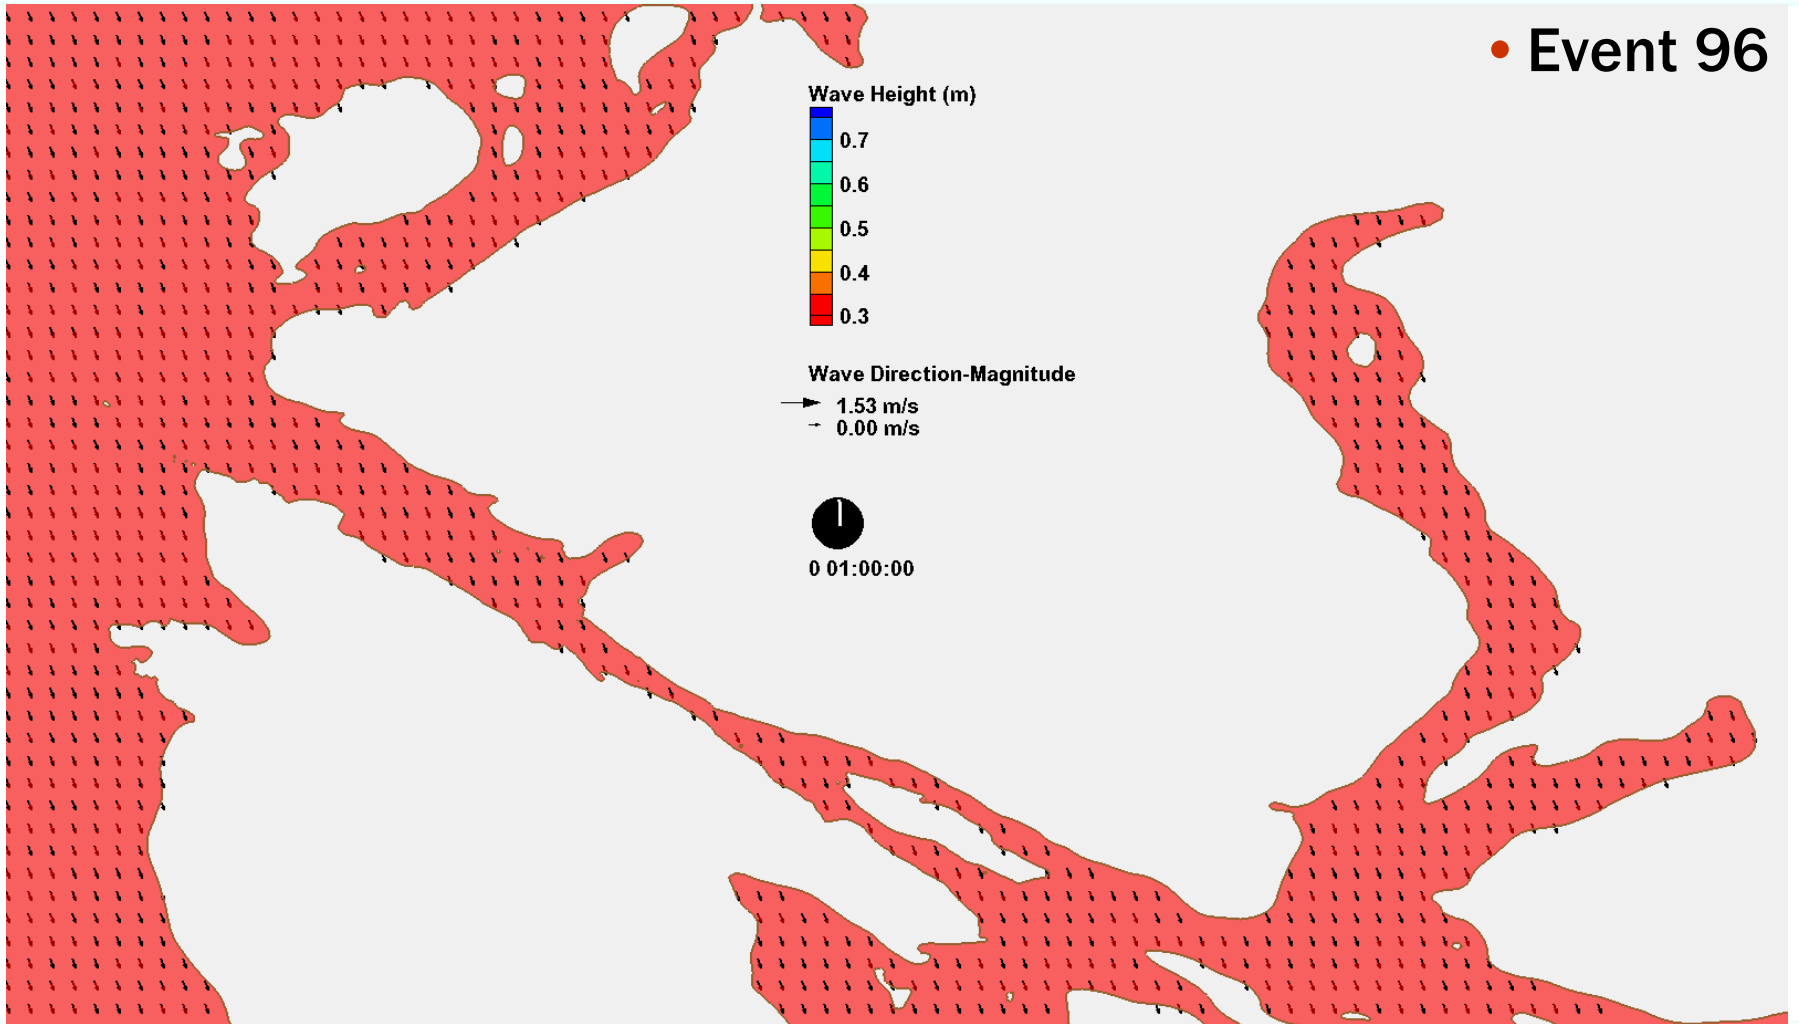 • Event 96
Wave Height (m)
0.7
0.6
0.5
0.4
0.3
Wave Direction-Magnitude
1.53 m/s
0.00 m/s
0 01:00:00